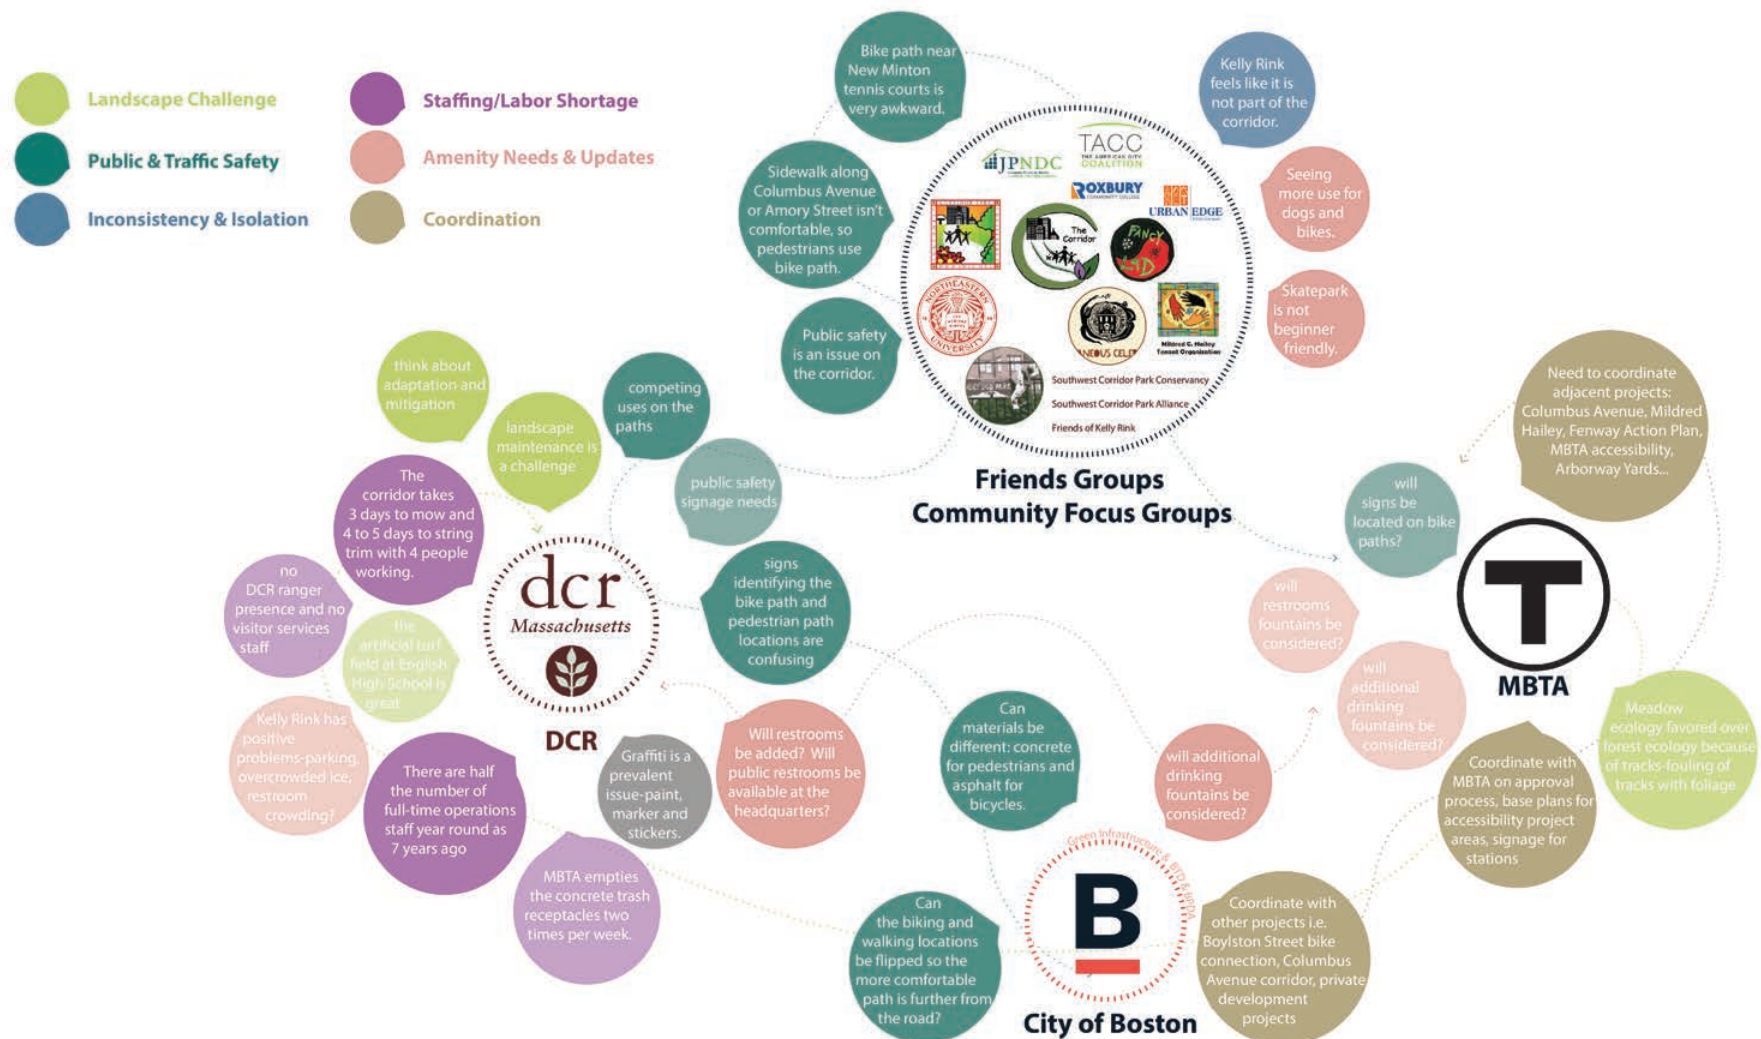 Landscape Challenge
Public & Traffic Safety
Inconsistency & Isolation
Staffing/Labor Shortage
Amenity Needs & Updates
Coordination
Bike path near
New Minton
tennis courts is
very awkward.
Sidewalk along
Columbus Avenue
or Amory Street isn't
comfortable, so
pedestrians use
bike path.
Public safety
is an issue on
the corridor.
Kelly Rink
feels like it is
not part of the
corridor.
Seeing
more use for
dogs and
bikes.
Skatepark
is not
beginner
friendly.
TACC
THE AMERICAN CITY
COALITION
JPNDC
ROXBURY
COMMUNITY COLLEGE
URBAN EDGE
The
Corridor
FANCY
NORTHEASTERN
UNIVERSITY
Mildred C. Hailey
Tenant Organization
Southwest Corridor Park Conservancy
Southwest Corridor Park Alliance
Friends of Kelly Rink
Friends Groups
Community Focus Groups
think about
adaptation and
mitigation
landscape
maintenance is
a challenge
competing
uses on the
paths
public safety
signage needs
The
corridor takes
3 days to mow and
4 to 5 days to string
trim with 4 people
working.
no
DCR ranger
presence and no
visitor services
staff
the
artificial turf
field at English
High School is
great
Kelly Rink has
positive
problems-parking,
overcrowded ice,
restroom
crowding?
dcr
Massachusetts
DCR
signs
identifying the
bike path and
pedestrian path
locations are
confusing
There are half
the number of
full-time operations
staff year round as
7 years ago
Graffiti is a
prevalent
issue-paint,
marker and
stickers.
Will restrooms
be added? Will
public restrooms be
available at the
headquarters?
MBTA empties
the concrete trash
receptacles two
times per week.
Can
materials be
different: concrete
for pedestrians and
asphalt for
bicycles.
Can
the biking and
walking locations
be flipped so the
more comfortable
path is further from
the road?
Green Infrastructure & BTD & BPDA
B
City of Boston
will additional
drinking
fountains be
considered?
Coordinate with
other projects i.e.
Boylston Street bike
connection, Columbus
Avenue corridor, private
development
projects
Need to coordinate
adjacent projects:
Columbus Avenue, Mildred
Hailey, Fenway Action Plan,
MBTA accessibility,
Arborway Yards...
will
signs be
located on bike
paths?
will
restrooms
fountains be
considered?
will
additional
drinking
fountains be
considered?
T
MBTA
Meadow
ecology favored over
forest ecology because
of tracks-fouling of
tracks with foliage
Coordinate with
MBTA on approval
process, base plans for
accessibility project
areas, signage for
stations